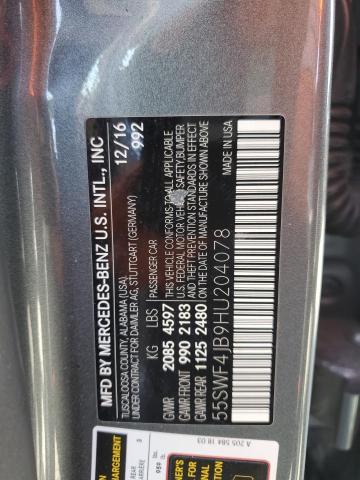 MFD BY MERCEDES-BENZ U.S. INTL., INC
TUSCALOOSA COUNTY, ALABAMA (USA)
FOR DAIMLER AG, STUTTGART (GERMANY)
12/16
992
KG LBS
PASSENGER CAR
GVWR 2085 4597
GAWR FRONT 990 2183
GAWR REAR 1125 2480
THIS VEHICLE CONFORMS TO ALL APPLICABLE
U.S. FEDERAL MOTOR VEHICLE SAFETY, BUMPER
AND THEFT PREVENTION STANDARDS IN EFFECT
ON THE DATE OF MANUFACTURE SHOWN ABOVE
55SWF4JB9HU204078 MADE IN USA
A 205 584 18 03